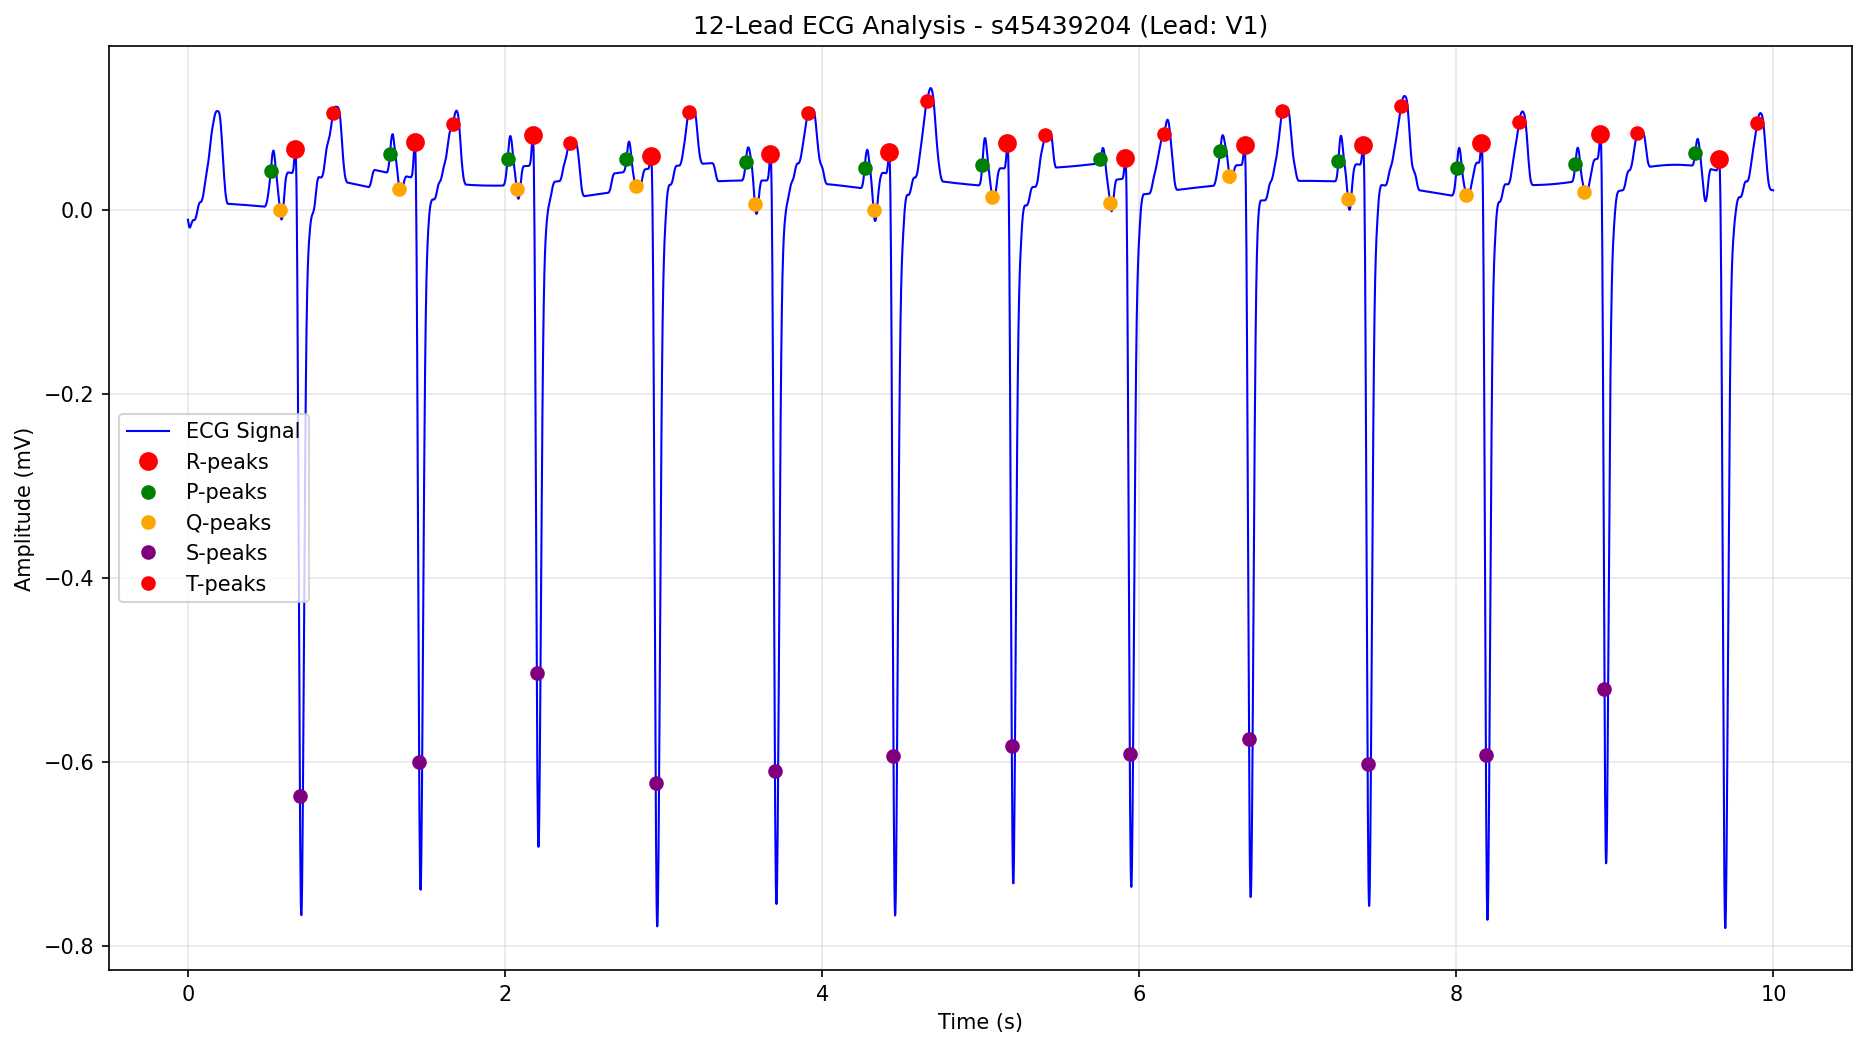 12-Lead ECG Analysis - s45439204 (Lead: V1)
Amplitude (mV)
0.0
−0.2
−0.4
−0.6
−0.8
ECG Signal
R-peaks
P-peaks
Q-peaks
S-peaks
T-peaks
0 2 4 6 8 10
Time (s)